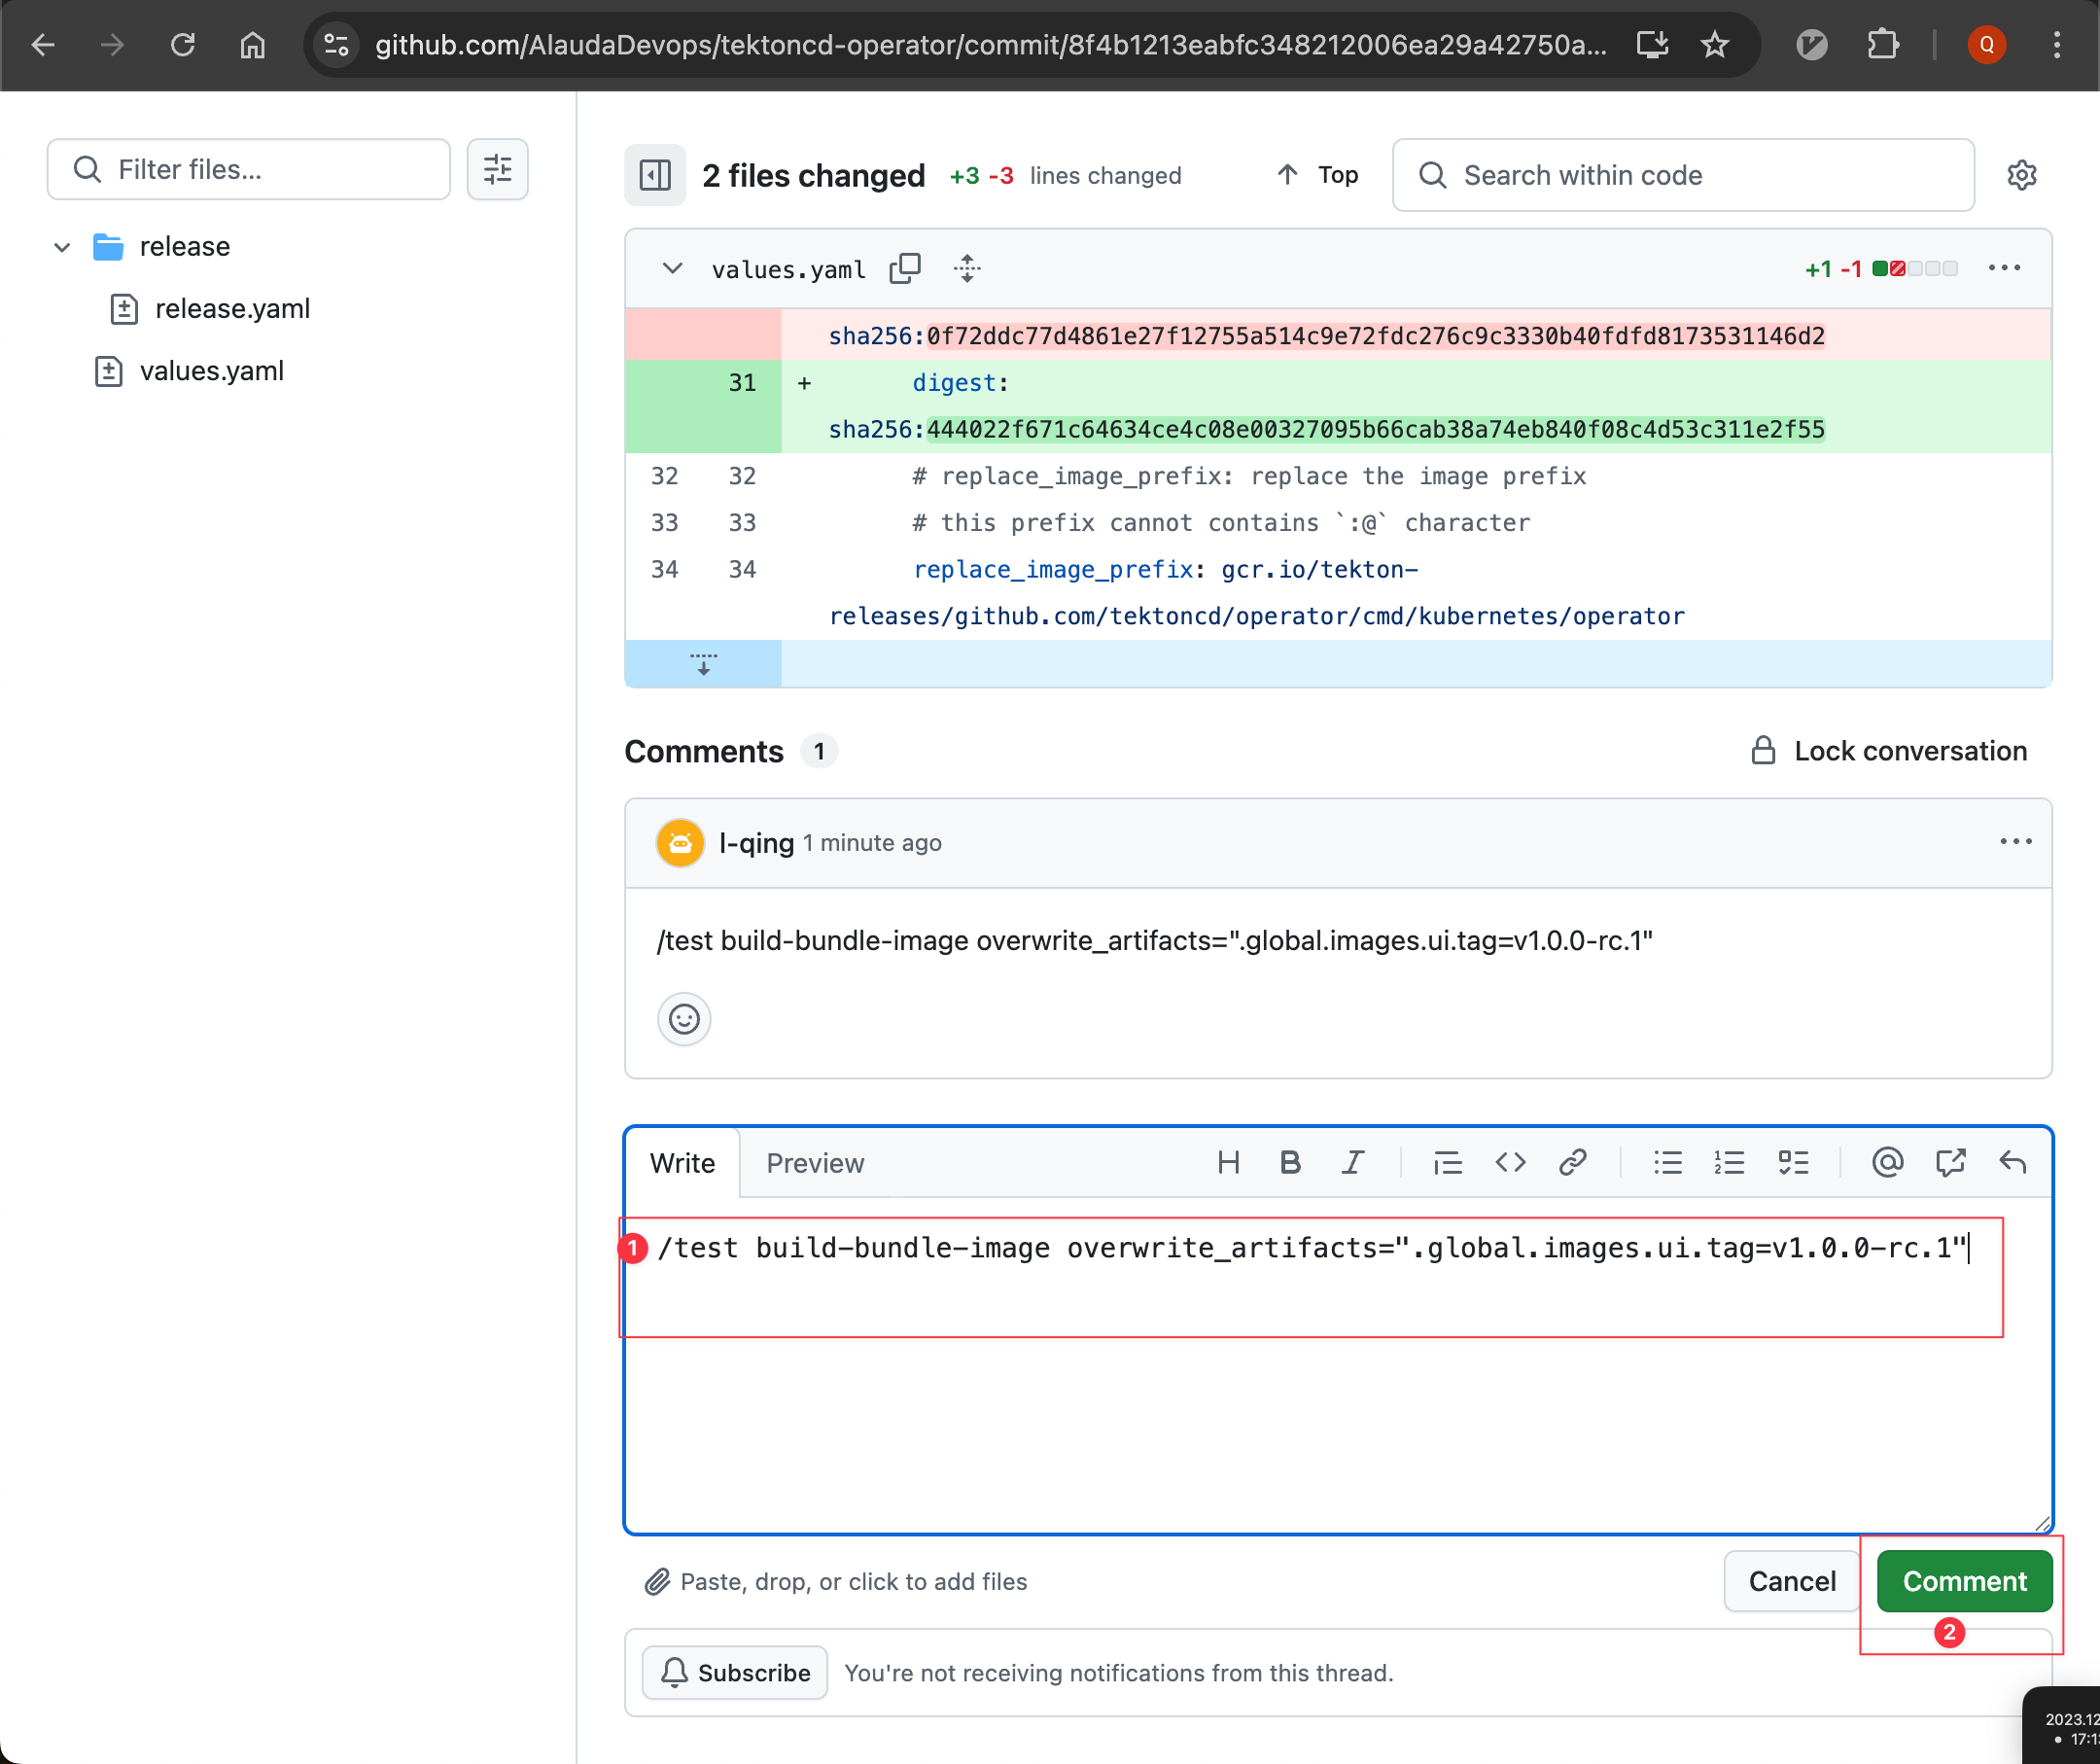 github.com/AlaudaDevops/tektoncd-operator/commit/8f4b1213eabfc348212006ea29a42750a...
Q
Filter files...
release
release.yaml
values.yaml
2 files changed +3 -3 lines changed
Top
Search within code
values.yaml
+1 -1
sha256:0f72ddc77d4861e27f12755a514c9e72fdc276c9c3330b40fdfd8173531146d2
31 + digest:
sha256:444022f671c64634ce4c08e00327095b66cab38a74eb840f08c4d53c311e2f55
32 32 # replace_image_prefix: replace the image prefix
33 33 # this prefix cannot contains `:@` character
34 34 replace_image_prefix: gcr.io/tekton-
releases/github.com/tektoncd/operator/cmd/kubernetes/operator
Comments 1
Lock conversation
l-qing 1 minute ago
/test build-bundle-image overwrite_artifacts=".global.images.ui.tag=v1.0.0-rc.1"
Write Preview
1 /test build-bundle-image overwrite_artifacts=".global.images.ui.tag=v1.0.0-rc.1"
Paste, drop, or click to add files
Cancel
Comment
2
Subscribe You're not receiving notifications from this thread.